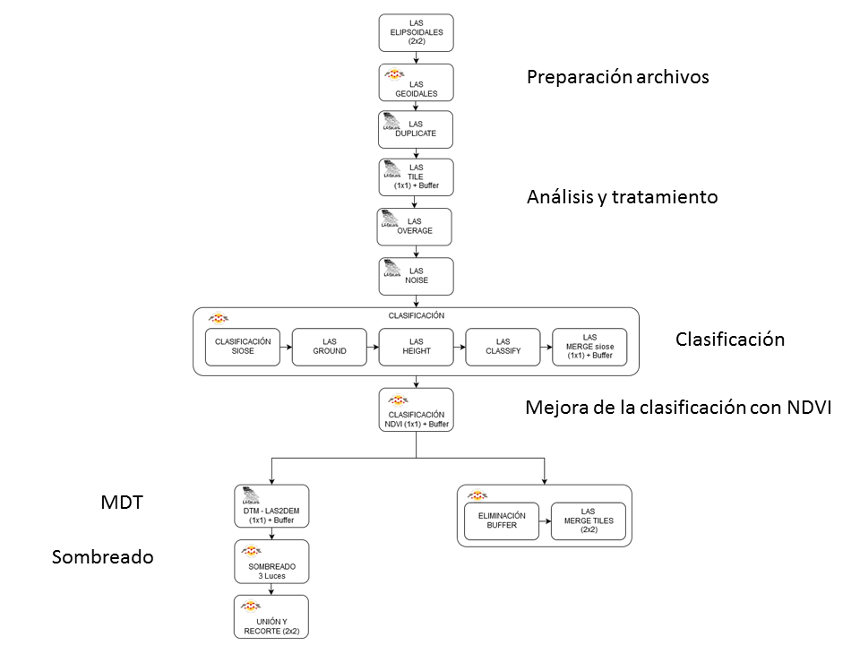 LAS
ELIPSOIDALES
(2x2)
LAS
GEOIDALES
Preparación archivos
LAS
DUPLICATE
LAS
TILE
(1x1) + Buffer
Análisis y tratamiento
LAS
OVERAGE
LAS
NOISE
CLASIFICACIÓN
CLASIFICACIÓN
SIOSE
LAS
GROUND
LAS
HEIGHT
LAS
CLASSIFY
LAS
MERGE siose
(1x1) + Buffer
Clasificación
CLASIFICACIÓN
NDVI (1x1) + Buffer
Mejora de la clasificación con NDVI
MDT
DTM - LAS2DEM
(1x1) + Buffer
ELIMINACIÓN
BUFFER
LAS
MERGE TILES
(2x2)
Sombreado
SOMBREADO
3 Luces
UNIÓN Y
RECORTE (2x2)